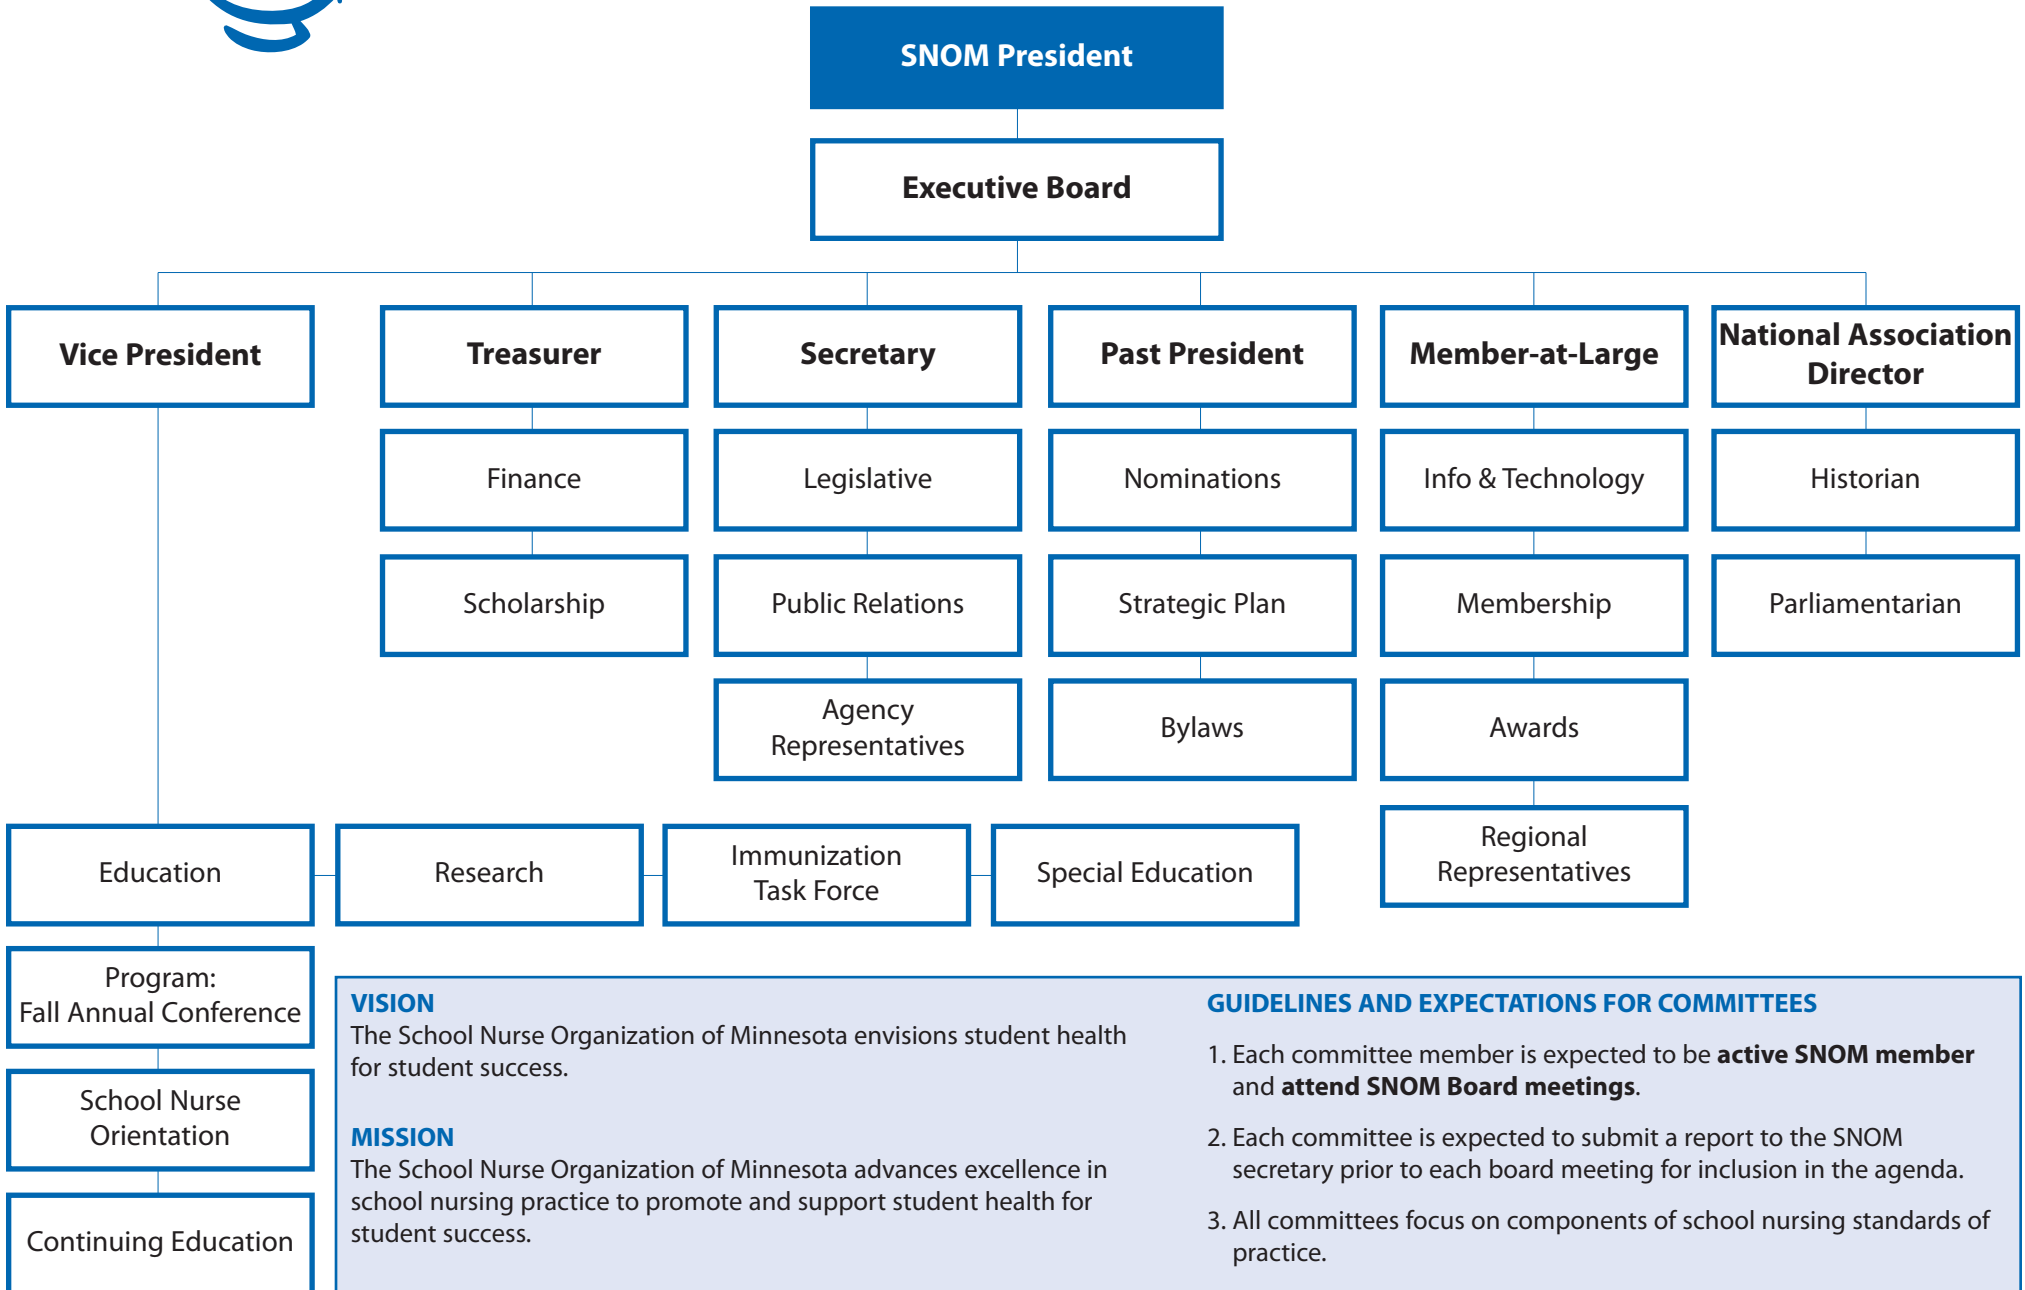 SNOM President
Executive Board
Vice President
Treasurer
Secretary
Past President
Member-at-Large
National Association
Director
Finance
Legislative
Nominations
Info & Technology
Historian
Scholarship
Public Relations
Strategic Plan
Membership
Parliamentarian
Agency
Representatives
Bylaws
Awards
Regional
Representatives
Education
Research
Immunization
Task Force
Special Education
Program:
Fall Annual Conference
School Nurse
Orientation
Continuing Education
VISION
The School Nurse Organization of Minnesota envisions student health
for student success.
MISSION
The School Nurse Organization of Minnesota advances excellence in
school nursing practice to promote and support student health for
student success.
GUIDELINES AND EXPECTATIONS FOR COMMITTEES
1. Each committee member is expected to be active SNOM member
and attend SNOM Board meetings.
2. Each committee is expected to submit a report to the SNOM
secretary prior to each board meeting for inclusion in the agenda.
3. All committees focus on components of school nursing standards of
practice.